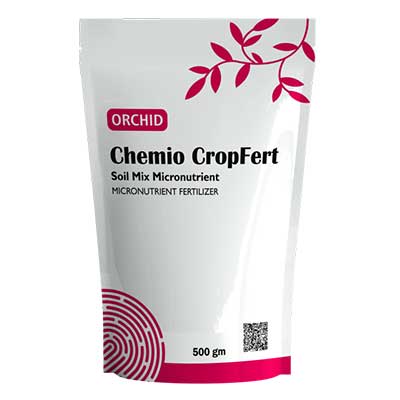 ORCHID
Chemio CropFert
Soil Mix Micronutrient
MICRONUTRIENT FERTILIZER
500 gm